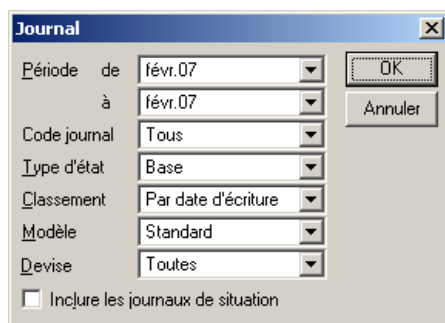 Journal
Période de févr.07 OK
à févr.07 Annuler
Code journal Tous
Type d'état Base
Classement Par date d'écriture
Modèle Standard
Devise Toutes
Inclure les journaux de situation